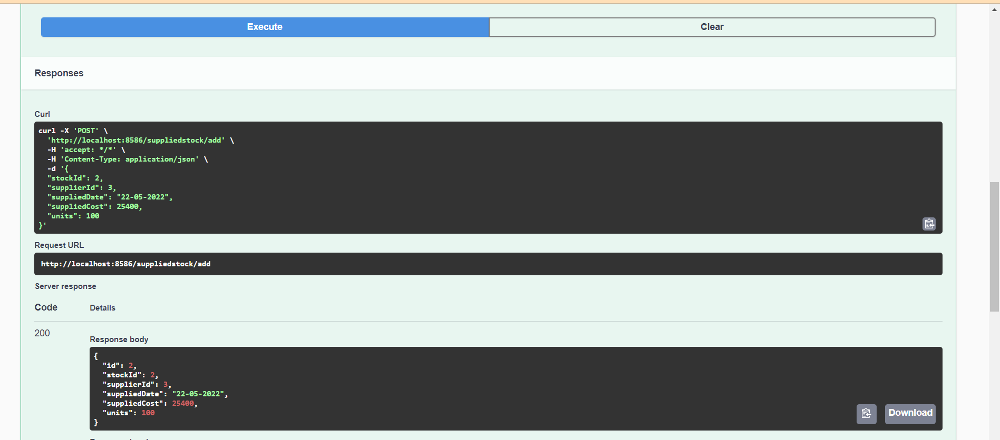 Execute
Clear
Responses
Curl
curl -X 'POST' \
  'http://localhost:8586/suppliedstock/add' \
  -H 'accept: */*' \
  -H 'Content-Type: application/json' \
  -d '{
  "stockId": 2,
  "supplierId": 3,
  "suppliedDate": "22-05-2022",
  "suppliedCost": 25400,
  "units": 100
}'
Request URL
http://localhost:8586/suppliedstock/add
Server response
Code Details
200
Response body
{
  "id": 2,
  "stockId": 2,
  "supplierId": 3,
  "suppliedDate": "22-05-2022",
  "suppliedCost": 25400,
  "units": 100
}
Download